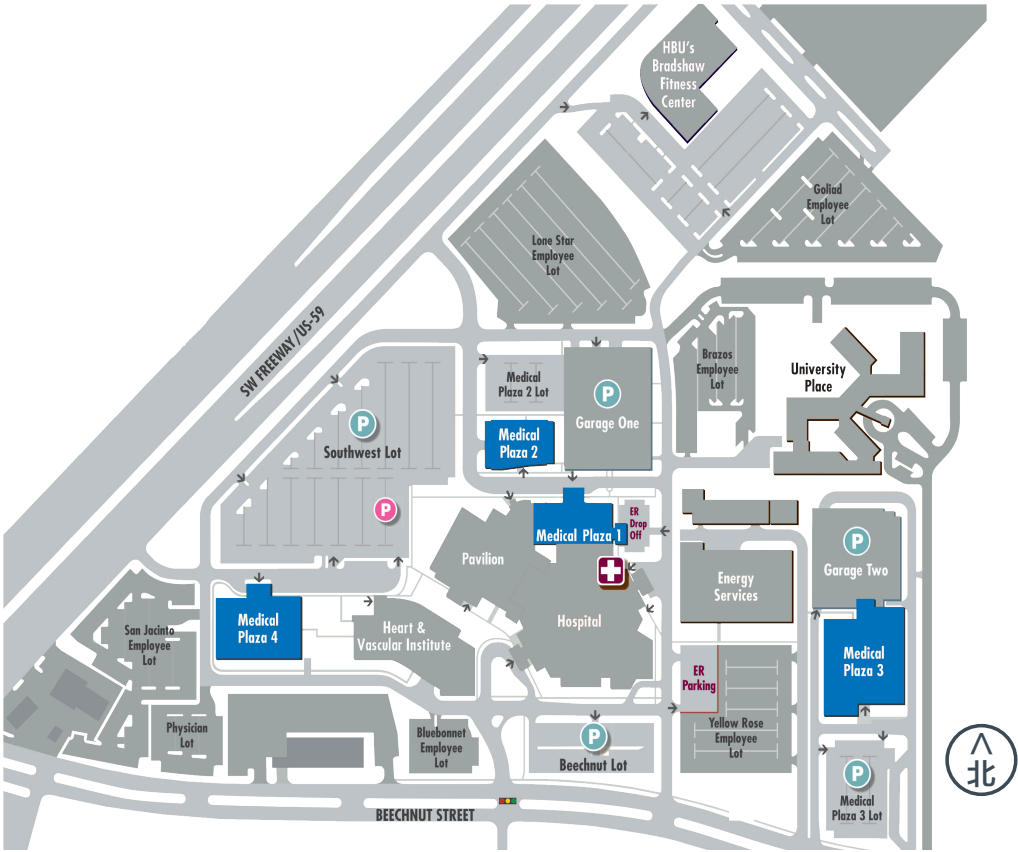 HBU's
Bradshaw
Fitness
Center
Goliad
Employee
Lot
Lone Star
Employee
Lot
SW FREEWAY/US-59
Brazos
Employee
Lot
University
Place
Medical
Plaza 2 Lot
P
Garage One
P
Southwest Lot
Medical
Plaza 2
P
ER
Drop
Off
Medical Plaza 1
Pavilion
P
Garage Two
Energy
Services
Hospital
Medical
Plaza 4
San Jacinto
Employee
Lot
Heart &
Vascular Institute
Medical
Plaza 3
ER
Parking
Physician
Lot
Bluebonnet
Employee
Lot
P
Beechnut Lot
Yellow Rose
Employee
Lot
北
P
Medical
Plaza 3 Lot
BEECHNUT STREET